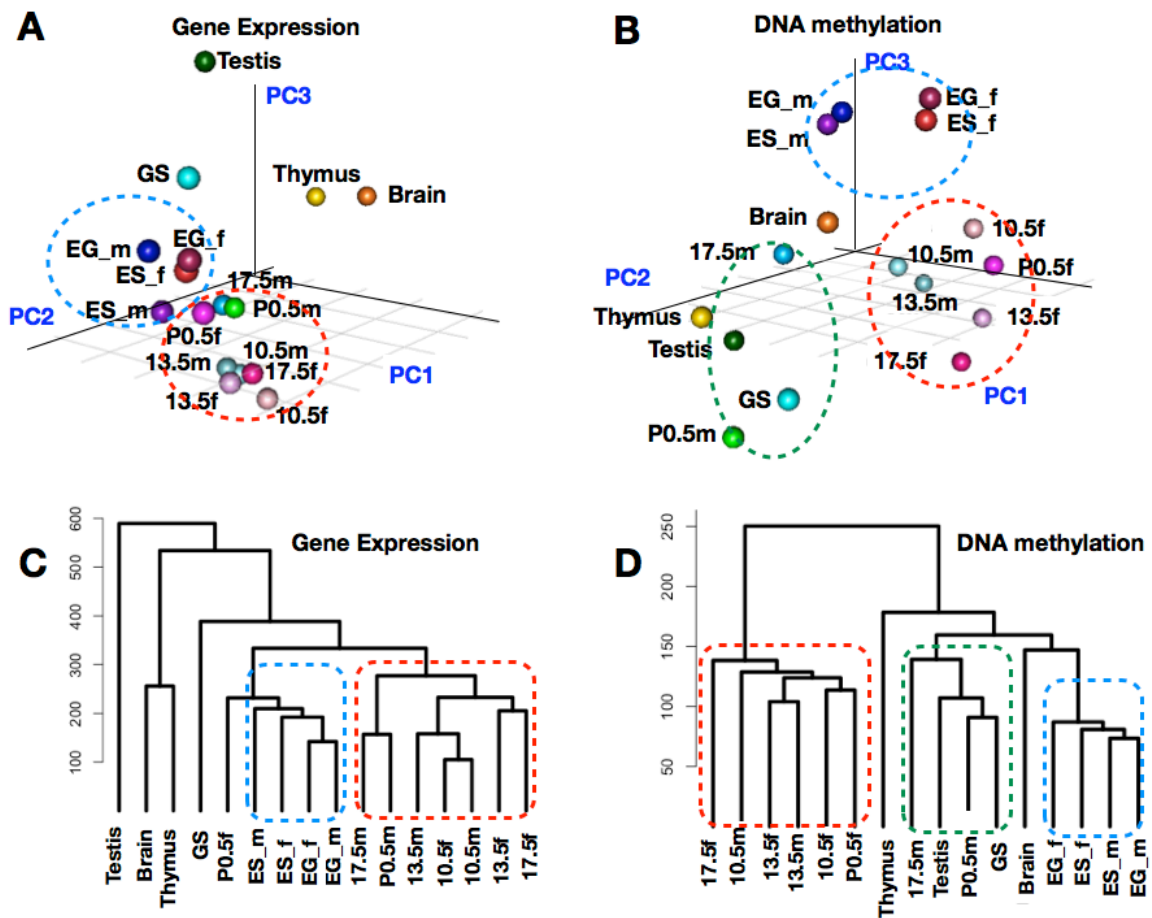 A
Gene Expression
Testis
PC3
GS
Thymus
Brain
EG_m
EG_f
ES_f
17.5m
ES_m
P0.5m
PC2
P0.5f
10.5m
13.5m
17.5f
PC1
13.5f
10.5f
B
DNA methylation
PC3
EG_m
EG_f
ES_m
ES_f
Brain
10.5f
17.5m
10.5m
P0.5f
PC2
13.5m
Thymus
13.5f
Testis
17.5f
GS
PC1
P0.5m
C
Gene Expression
600
500
400
300
200
100
Testis
Brain
Thymus
GS
P0.5f
ES_m
ES_f
EG_f
EG_m
17.5m
P0.5m
13.5m
10.5f
10.5m
13.5f
17.5f
D
DNA methylation
250
200
150
100
50
17.5f
10.5m
13.5f
13.5m
10.5f
P0.5f
Thymus
17.5m
Testis
P0.5m
GS
Brain
EG_f
ES_f
ES_m
EG_m